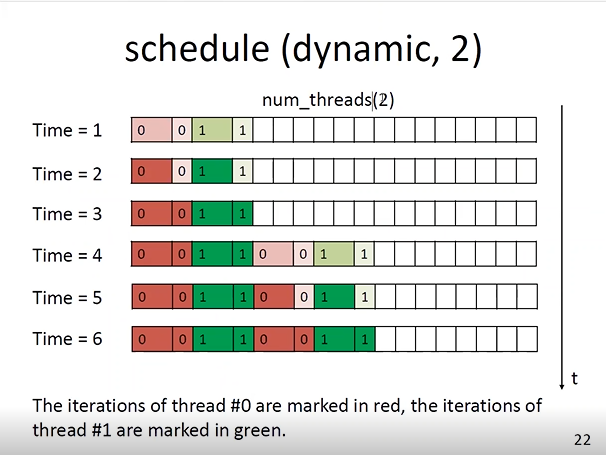 schedule (dynamic, 2)
num_threads(2)
Time = 1 0 0 1 1
Time = 2 0 0 1 1
Time = 3 0 0 1 1
Time = 4 0 0 1 1 0 0 1 1
Time = 5 0 0 1 1 0 0 1 1
Time = 6 0 0 1 1 0 0 1 1
t
The iterations of thread #0 are marked in red, the iterations of
thread #1 are marked in green.
22